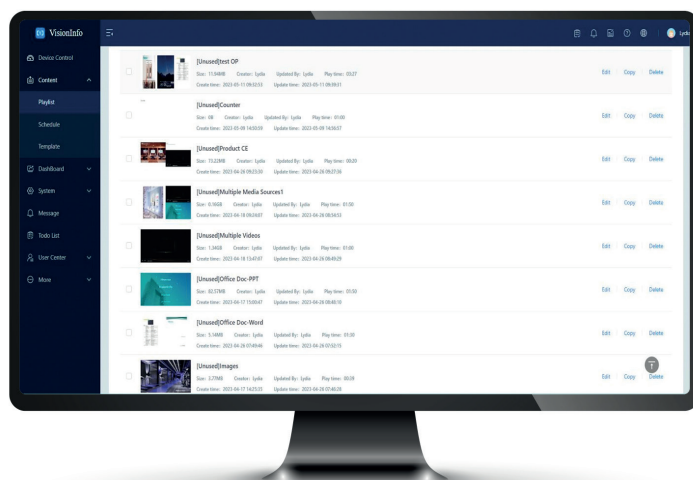 VisionInfo
Lydia
Device Control
Content
Playlist
Schedule
Template
DashBoard
System
Message
Todo List
User Center
More
[Unused]test OP
Size: 11.04MB Creator: Lydia Updated By: Lydia Play time: 03:27
Create time: 2023-05-11 09:32:53 Update time: 2023-05-11 09:39:51
Edit Copy Delete
[Unused]Counter
Size: 0B Creator: Lydia Updated By: Lydia Play time: 01:00
Create time: 2023-05-09 14:50:59 Update time: 2023-05-09 14:56:57
Edit Copy Delete
[Unused]Product CE
Size: 15.22MB Creator: Lydia Updated By: Lydia Play time: 00:20
Create time: 2023-04-26 09:25:30 Update time: 2023-04-26 09:27:36
Edit Copy Delete
[Unused]Multiple Media Sources1
Size: 0.16GB Creator: Lydia Updated By: Lydia Play time: 01:50
Create time: 2023-04-18 09:24:07 Update time: 2023-04-26 08:54:53
Edit Copy Delete
[Unused]Multiple Videos
Size: 1.34GB Creator: Lydia Updated By: Lydia Play time: 01:00
Create time: 2023-04-18 13:47:07 Update time: 2023-04-26 08:49:29
Edit Copy Delete
[Unused]Office Doc-PPT
Size: 82.57MB Creator: Lydia Updated By: Lydia Play time: 01:50
Create time: 2023-04-17 15:00:47 Update time: 2023-04-26 08:48:10
Edit Copy Delete
[Unused]Office Doc-Word
Size: 5.14MB Creator: Lydia Updated By: Lydia Play time: 01:30
Create time: 2023-04-26 07:49:46 Update time: 2023-04-26 07:52:15
Edit Copy Delete
[Unused]Images
Size: 3.77MB Creator: Lydia Updated By: Lydia Play time: 00:39
Create time: 2023-04-17 14:25:31 Update time: 2023-04-26 07:46:28
Edit Copy Delete